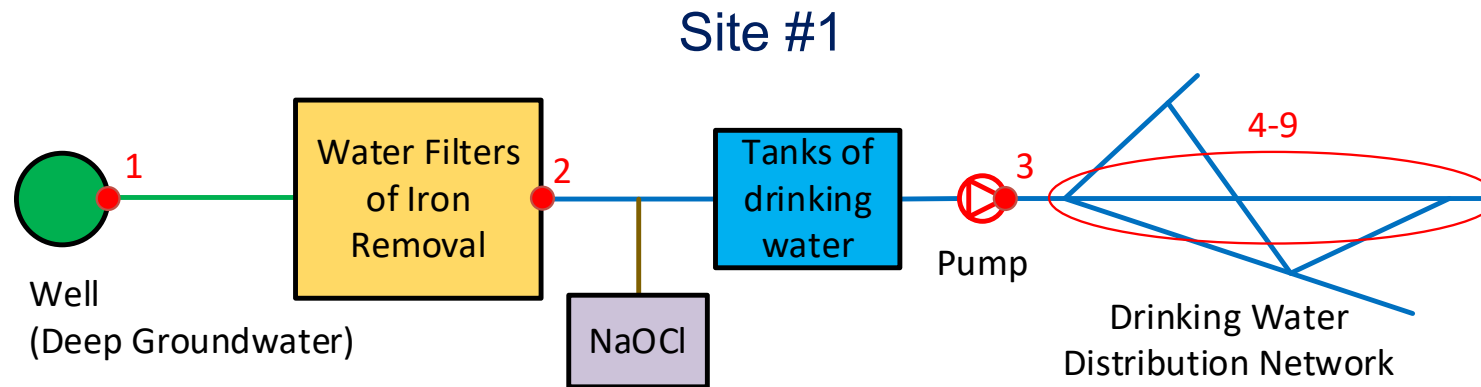 Site #1
1
Well
(Deep Groundwater)
Water Filters
of Iron
Removal
2
NaOCl
Tanks of
drinking
water
3
Pump
4-9
Drinking Water
Distribution Network